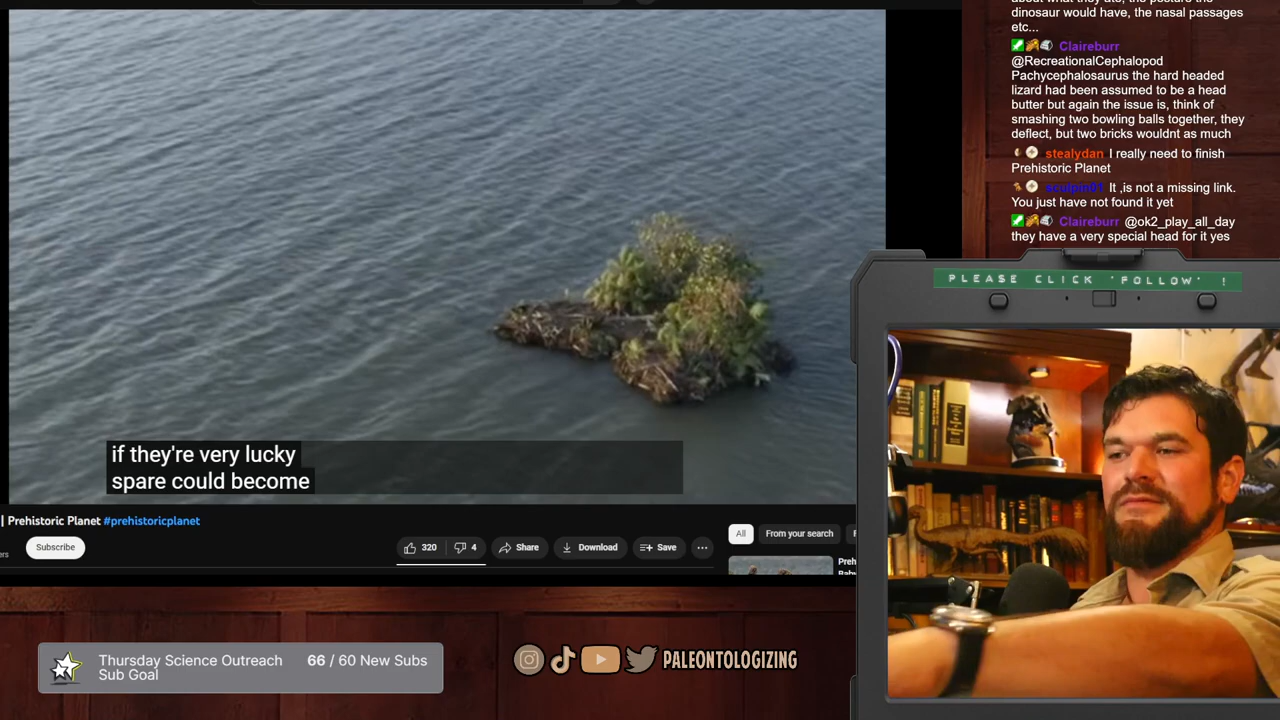 about what they ate, the posture the
dinosaur would have, the nasal passages
etc...
Claireburr
@RecreationalCephalopod
Pachycephalosaurus the hard headed
lizard had been assumed to be a head
butter but again the issue is, think of
smashing two bowling balls together, they
deflect, but two bricks wouldnt as much
stealydan I really need to finish
Prehistoric Planet
sculpin01 It ,is not a missing link.
You just have not found it yet
Claireburr @ok2_play_all_day
they have a very special head for it yes
PLEASE CLICK 'FOLLOW' !
if they're very lucky
spare could become
| Prehistoric Planet #prehistoricplanet
Subscribe
320
4
Share
Download
Save
All
From your search
Thursday Science Outreach
Sub Goal
66 / 60 New Subs
PALEONTOLOGIZING